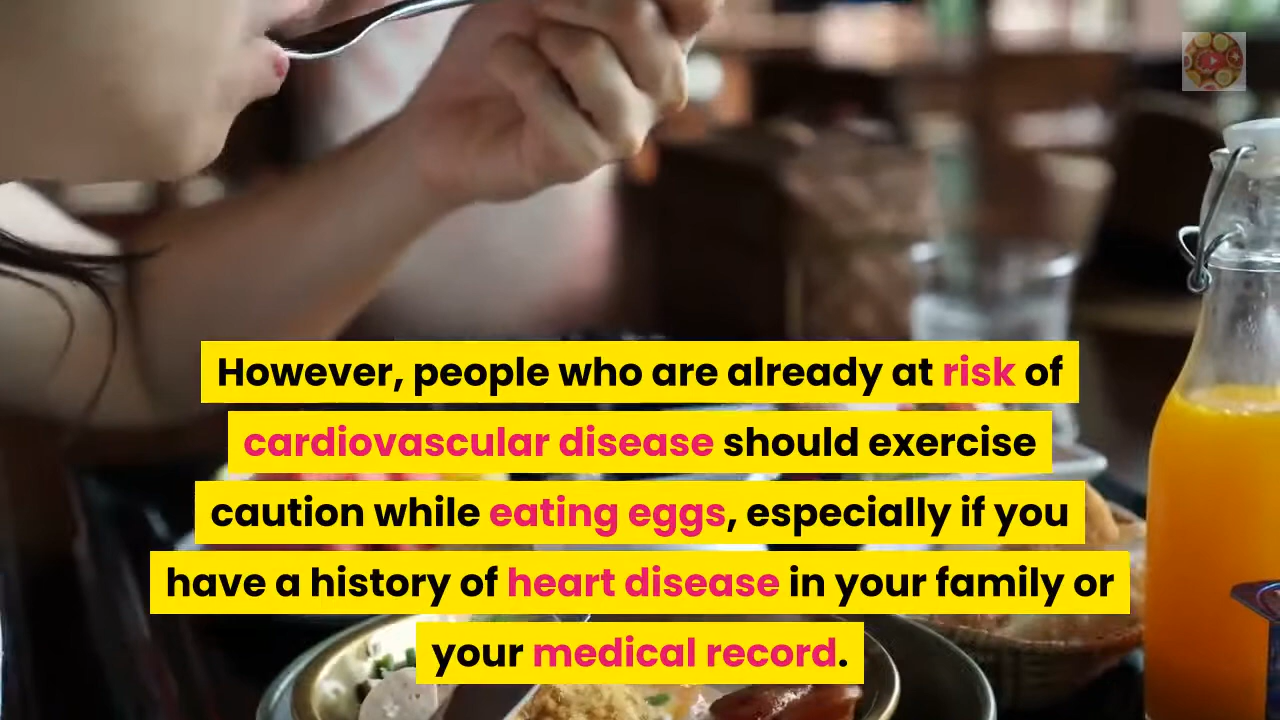 However, people who are already at risk of
cardiovascular disease should exercise
caution while eating eggs, especially if you
have a history of heart disease in your family or
your medical record.